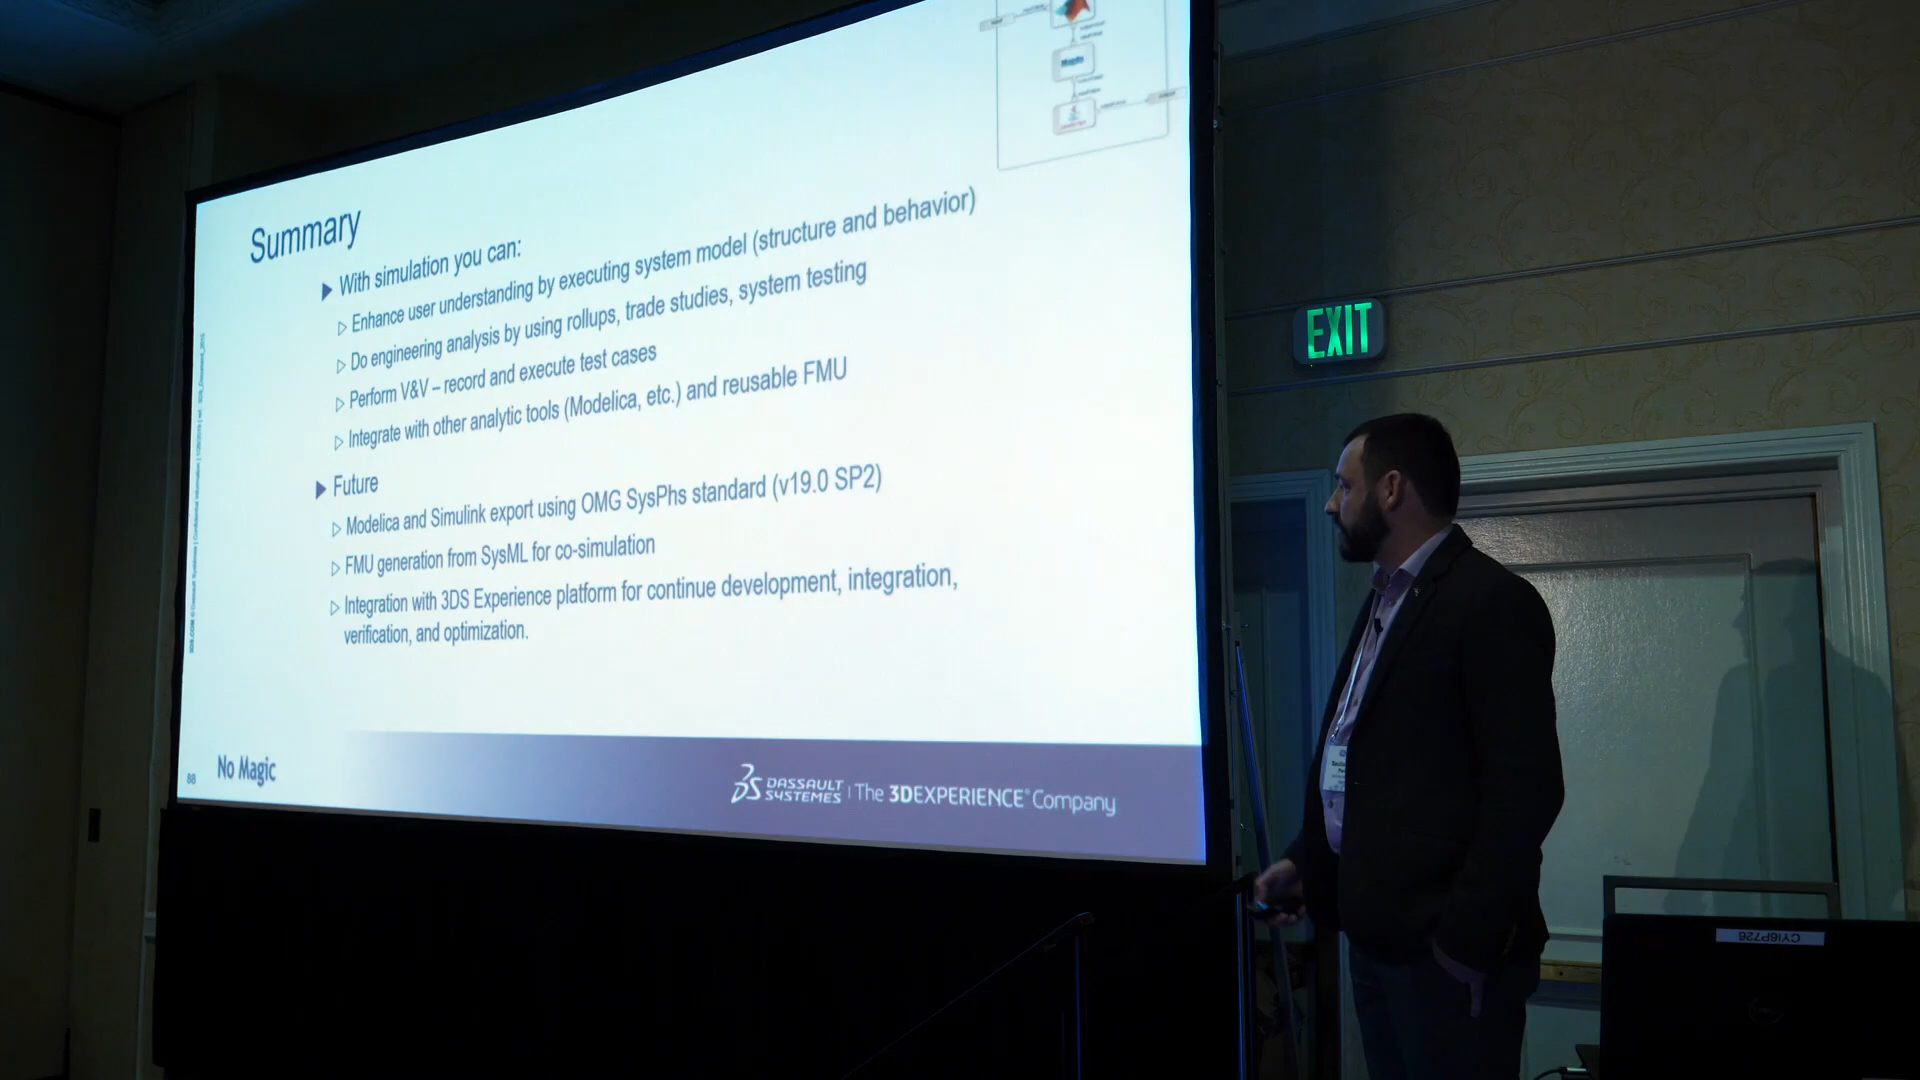 Summary
With simulation you can:
Enhance user understanding by executing system model (structure and behavior)
Do engineering analysis by using rollups, trade studies, system testing
Perform V&V – record and execute test cases
Integrate with other analytic tools (Modelica, etc.) and reusable FMU
Future
Modelica and Simulink export using OMG SysPhs standard (v19.0 SP2)
FMU generation from SysML for co-simulation
Integration with 3DS Experience platform for continue development, integration,
verification, and optimization.
88
No Magic
DASSAULT
SYSTEMES | The 3DEXPERIENCE® Company
EXIT
CYI6P726